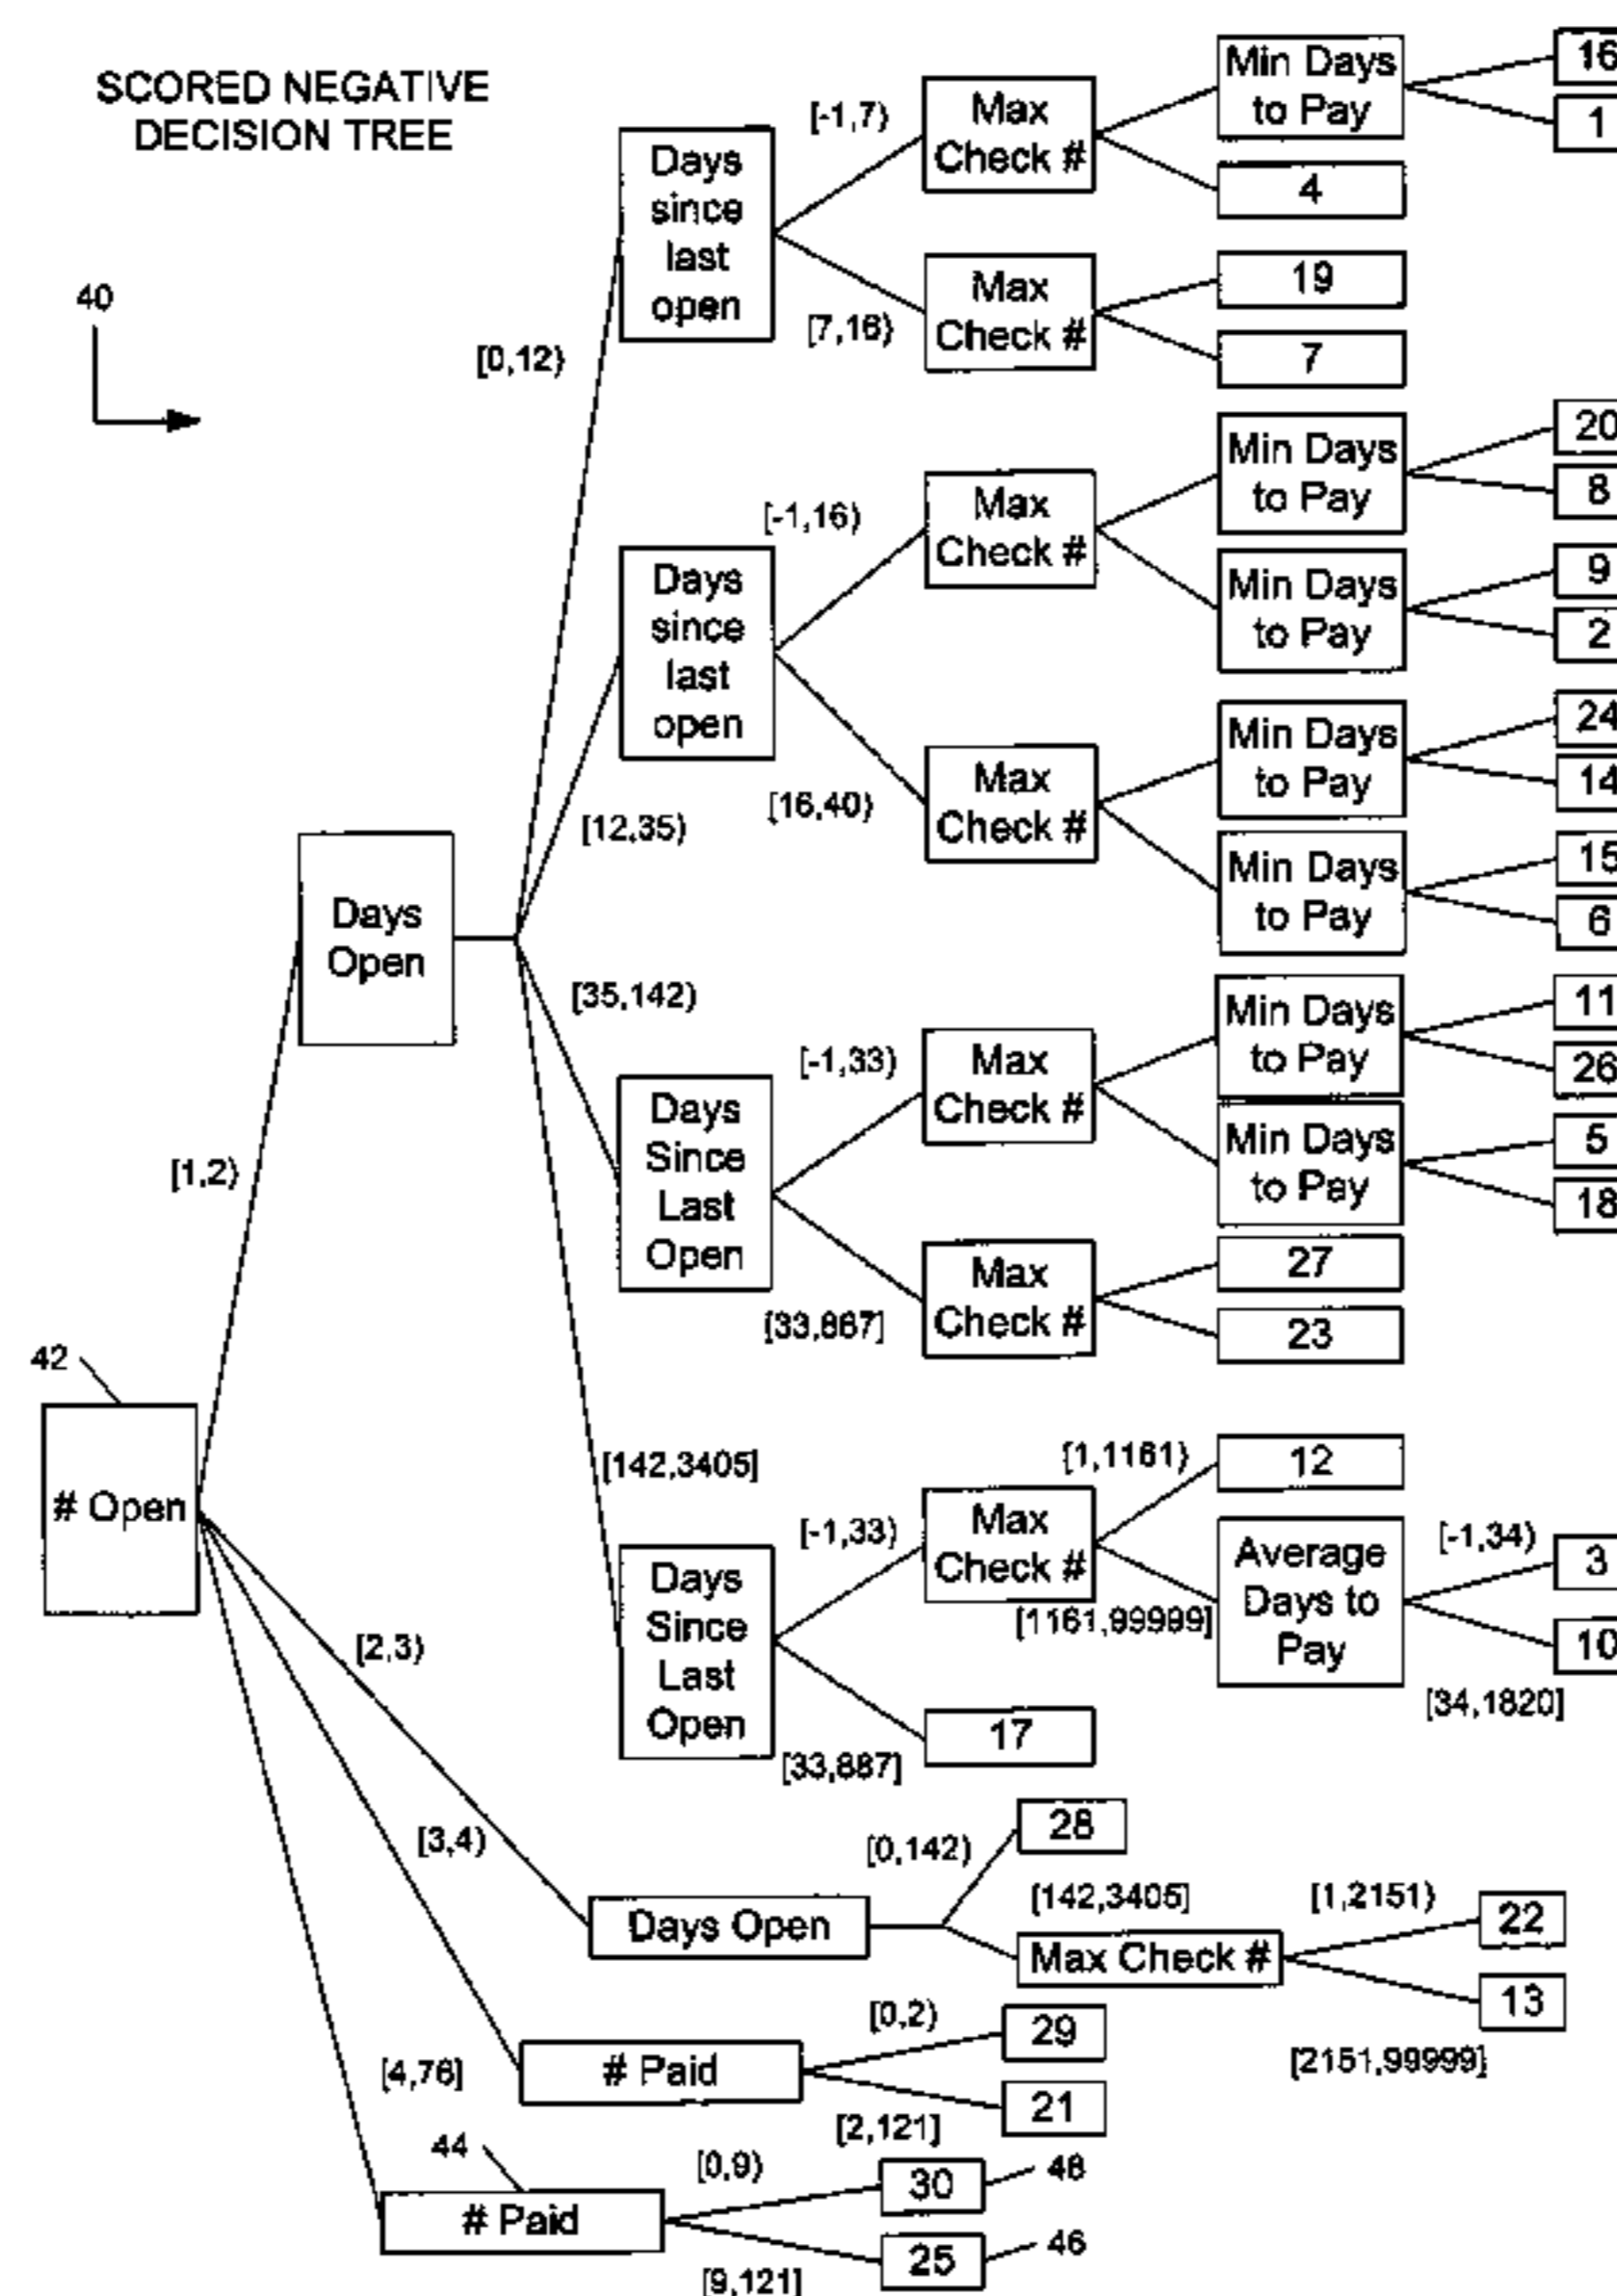 SCORED NEGATIVE
DECISION TREE
40
42
# Open
[1,2)
[2,3)
[3,4)
[4,76]
Days
Open
[0,12)
[12,35)
[35,142)
[142,3405]
Days
since
last
open
[-1,7)
[7,16)
Max
Check #
Min Days
to Pay
16
1
4
Max
Check #
19
7
Days
since
last
open
[-1,16)
[16,40)
Max
Check #
Min Days
to Pay
20
8
Min Days
to Pay
9
2
Max
Check #
Min Days
to Pay
24
14
Min Days
to Pay
15
6
Days
Since
Last
Open
[-1,33)
[33,887]
Max
Check #
Min Days
to Pay
11
26
Min Days
to Pay
5
18
Max
Check #
27
23
Days
Since
Last
Open
[-1,33)
[33,887]
Max
Check #
[1,1161)
12
[1161,99999]
Average
Days to
Pay
[-1,34)
3
10
[34,1820]
17
Days Open
[0,142)
28
[142,3405]
Max Check #
[1,2151)
22
13
[2151,99999]
# Paid
[0,2)
29
21
[2,121]
44
# Paid
[0,9)
30
48
25
46
[9,121]